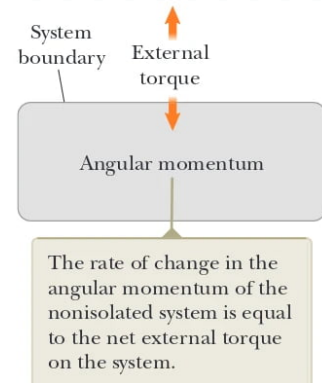 System
boundary
External
torque
Angular momentum
The rate of change in the
angular momentum of the
nonisolated system is equal
to the net external torque
on the system.